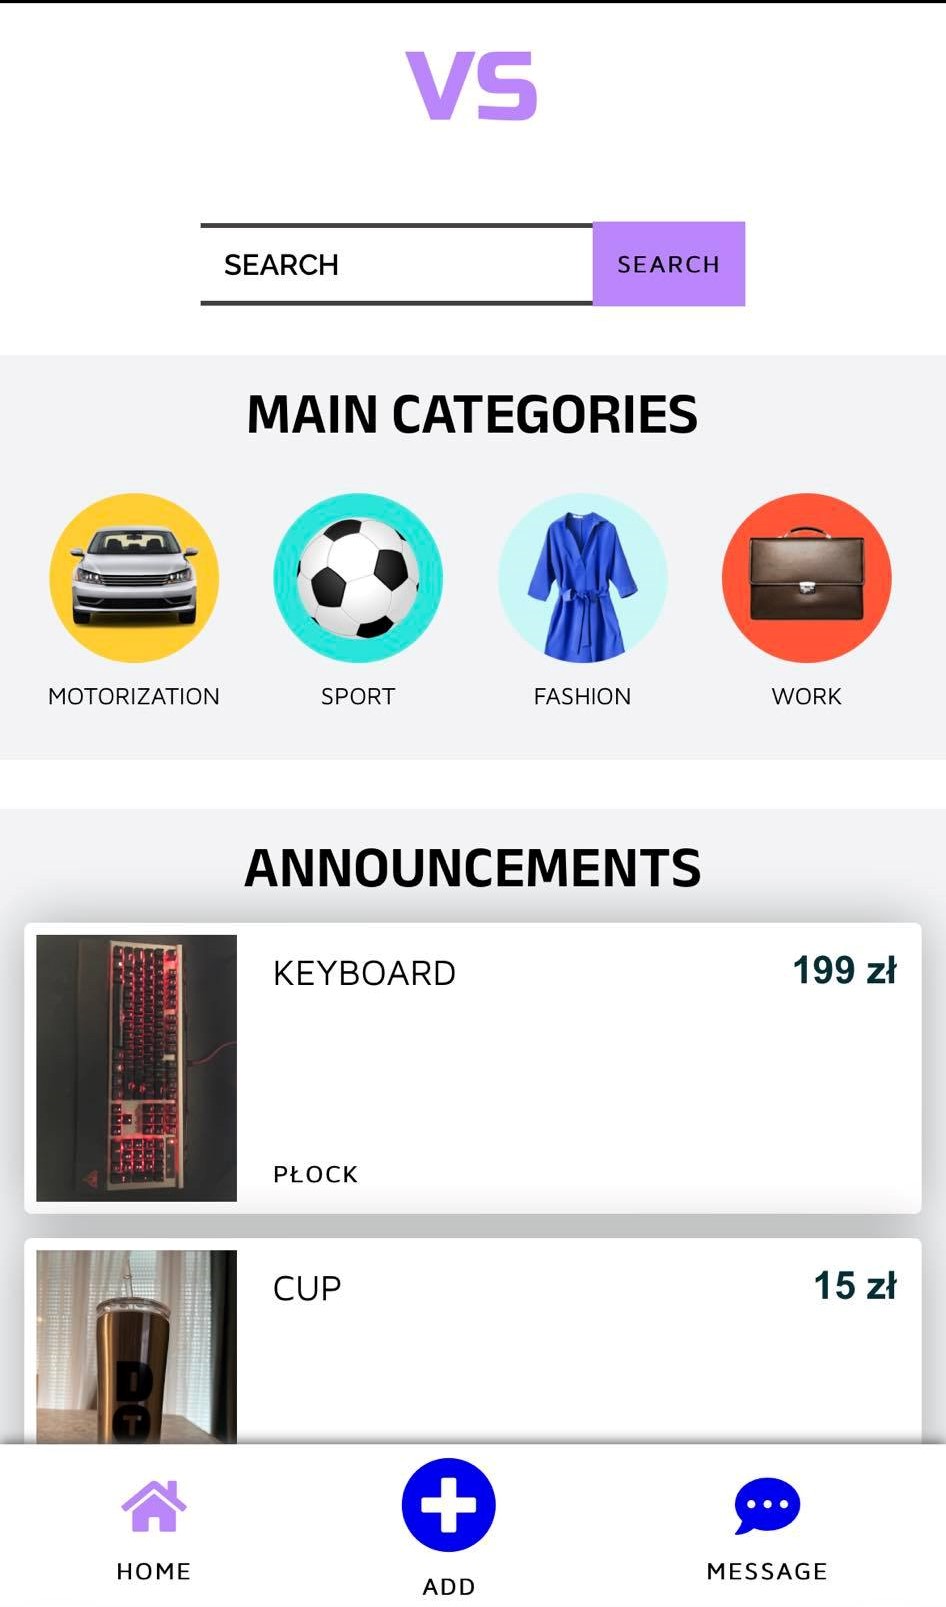 VS
SEARCH SEARCH
MAIN CATEGORIES
MOTORIZATION SPORT FASHION WORK
ANNOUNCEMENTS
KEYBOARD 199 zł
PŁOCK
CUP 15 zł
D
T
HOME ADD MESSAGE